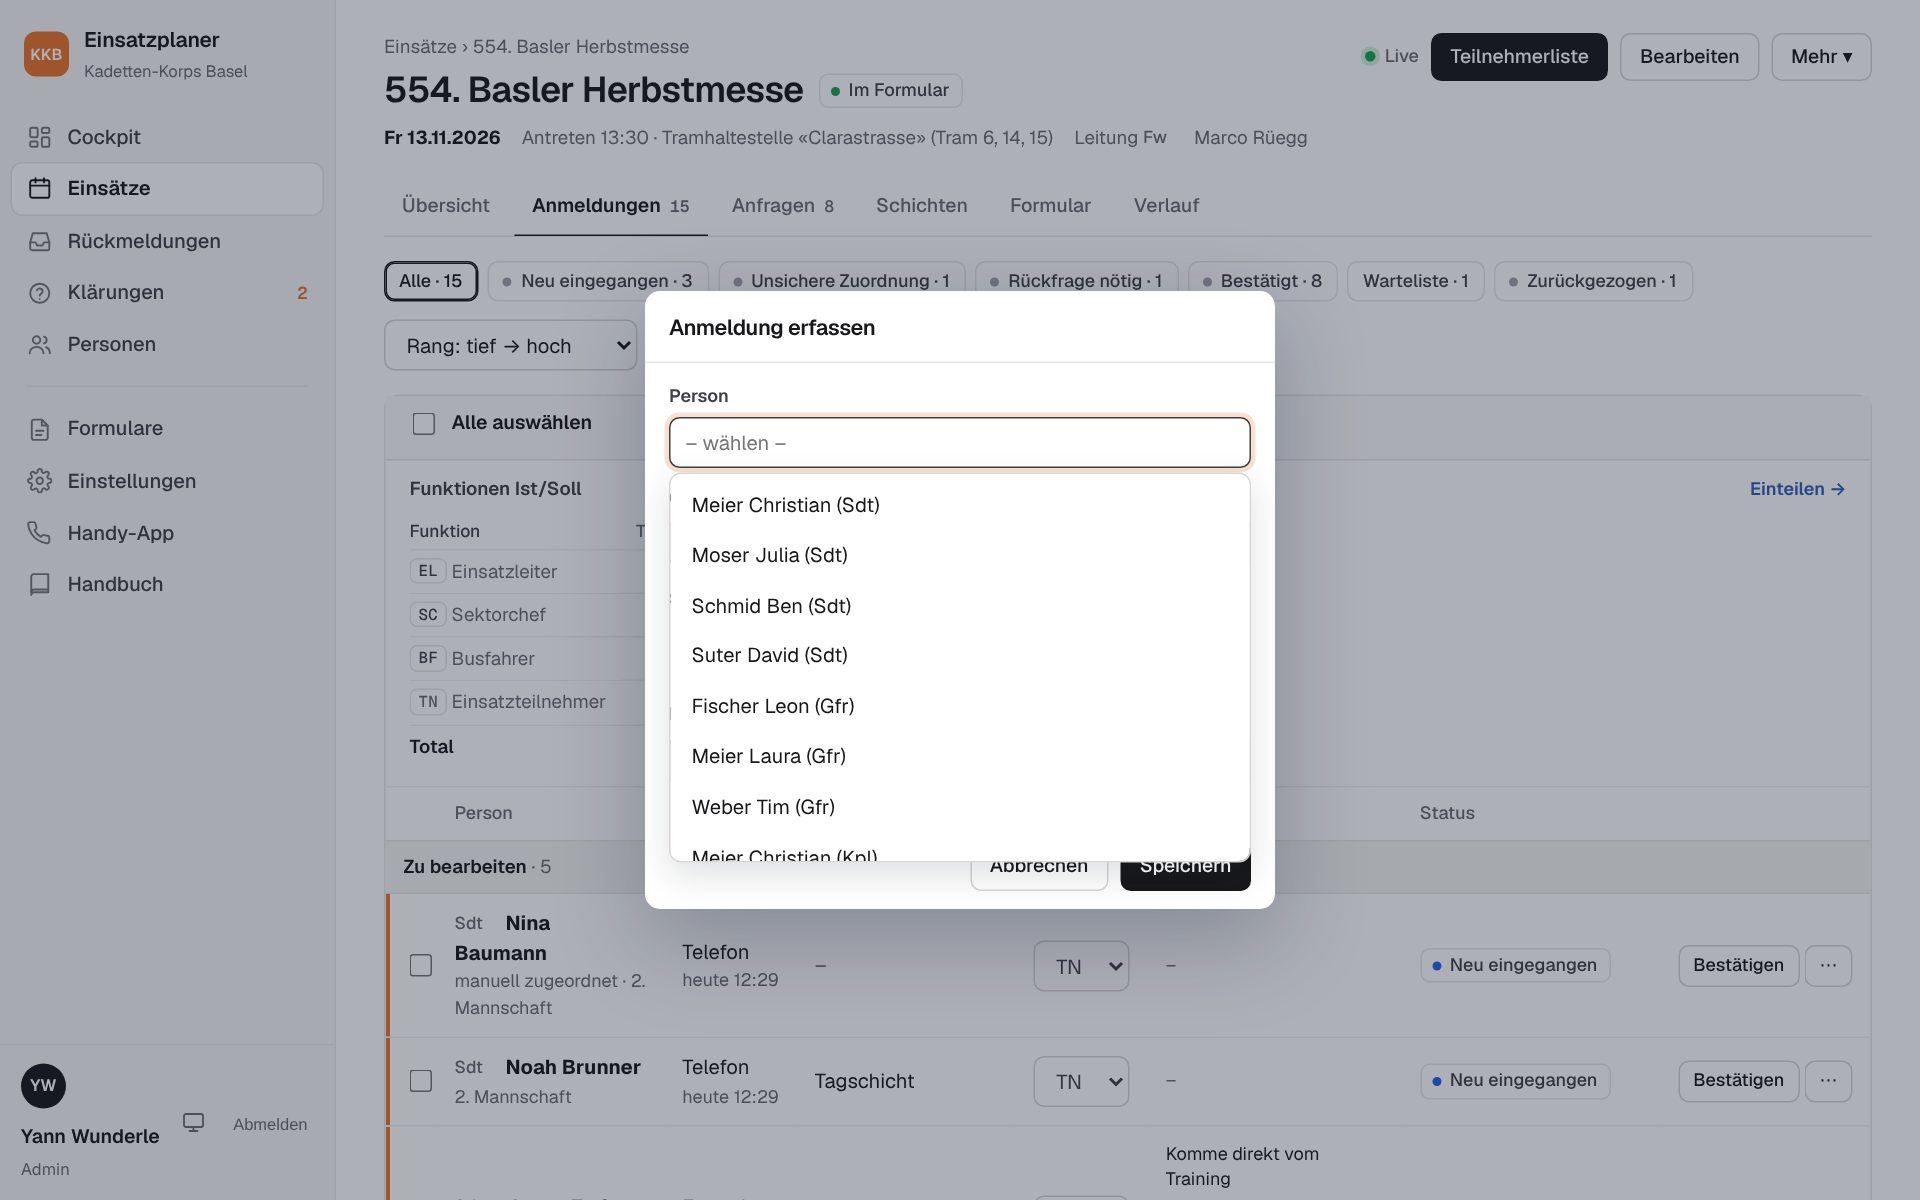 KKB
Einsatzplaner
Kadetten-Korps Basel
Cockpit
Einsätze
Rückmeldungen
Klärungen 2
Personen
Formulare
Einstellungen
Handy-App
Handbuch
YW
Yann Wunderle
Admin
Abmelden
Einsätze › 554. Basler Herbstmesse
554. Basler Herbstmesse
Im Formular
Live
Teilnehmerliste
Bearbeiten
Mehr ▾
Fr 13.11.2026 Antreten 13:30 · Tramhaltestelle «Clarastrasse» (Tram 6, 14, 15) Leitung Fw Marco Rüegg
Übersicht Anmeldungen 15 Anfragen 8 Schichten Formular Verlauf
Alle · 15 Neu eingegangen · 3 Unsichere Zuordnung · 1 Rückfrage nötig · 1 Bestätigt · 8 Warteliste · 1 Zurückgezogen · 1
Rang: tief → hoch
Alle auswählen
Funktionen Ist/Soll
Einteilen →
Funktion
EL Einsatzleiter
SC Sektorchef
BF Busfahrer
TN Einsatzteilnehmer
Total
Anmeldung erfassen
Person
– wählen –
Meier Christian (Sdt)
Moser Julia (Sdt)
Schmid Ben (Sdt)
Suter David (Sdt)
Fischer Leon (Gfr)
Meier Laura (Gfr)
Weber Tim (Gfr)
Meier Christian (Kpl)
Abbrechen
Speichern
Person Status
Zu bearbeiten · 5
Sdt Nina Baumann
manuell zugeordnet · 2. Mannschaft
Telefon
heute 12:29
–
TN
–
Neu eingegangen
Bestätigen
···
Sdt Noah Brunner
2. Mannschaft
Telefon
heute 12:29
Tagschicht
TN
–
Neu eingegangen
Bestätigen
···
Komme direkt vom
Training